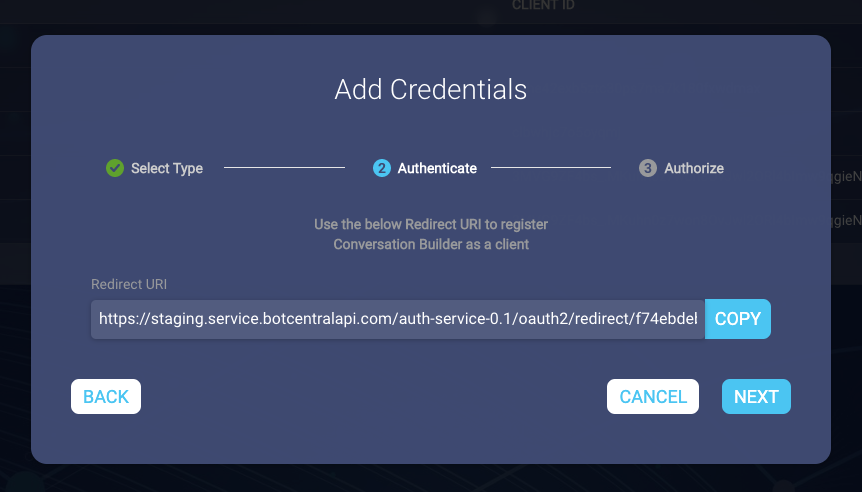 CLIENT ID
Add Credentials
Select Type
2 Authenticate
3 Authorize
Use the below Redirect URI to register
Conversation Builder as a client
Redirect URI
https://staging.service.botcentralapi.com/auth-service-0.1/oauth2/redirect/f74ebde
COPY
BACK
CANCEL
NEXT